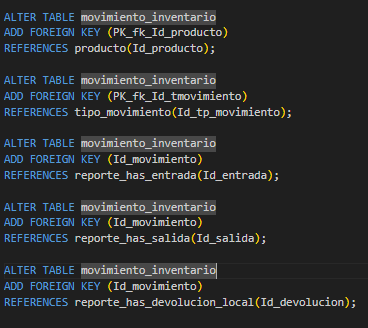 ALTER TABLE movimiento_inventario
ADD FOREIGN KEY (PK_fk_Id_producto)
REFERENCES producto(Id_producto);
ALTER TABLE movimiento_inventario
ADD FOREIGN KEY (PK_fk_Id_tmovimiento)
REFERENCES tipo_movimiento(Id_tp_movimiento);
ALTER TABLE movimiento_inventario
ADD FOREIGN KEY (Id_movimiento)
REFERENCES reporte_has_entrada(Id_entrada);
ALTER TABLE movimiento_inventario
ADD FOREIGN KEY (Id_movimiento)
REFERENCES reporte_has_salida(Id_salida);
ALTER TABLE movimiento_inventario
ADD FOREIGN KEY (Id_movimiento)
REFERENCES reporte_has_devolucion_local(Id_devolucion);